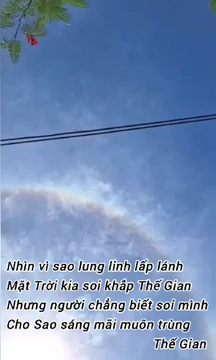 Nhìn vì sao lung linh lấp lánh
Mặt Trời kia soi khắp Thế Gian
Nhưng người chẳng biết soi mình
Cho Sao sáng mãi muôn trùng
Thế Gian